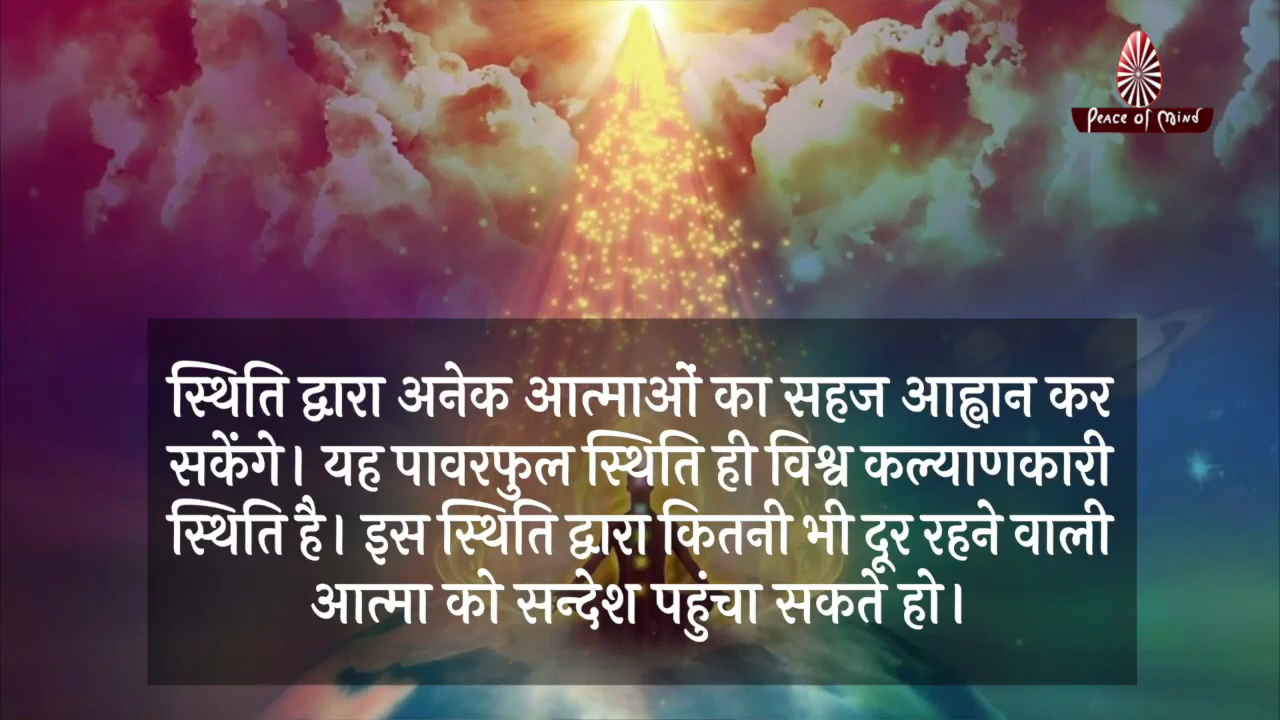 Peace of Mind
स्थिति द्वारा अनेक आत्माओं का सहज आह्वान कर
सकेंगे। यह पावरफुल स्थिति ही विश्व कल्याणकारी
स्थिति है। इस स्थिति द्वारा कितनी भी दूर रहने वाली
आत्मा को सन्देश पहुंचा सकते हो।